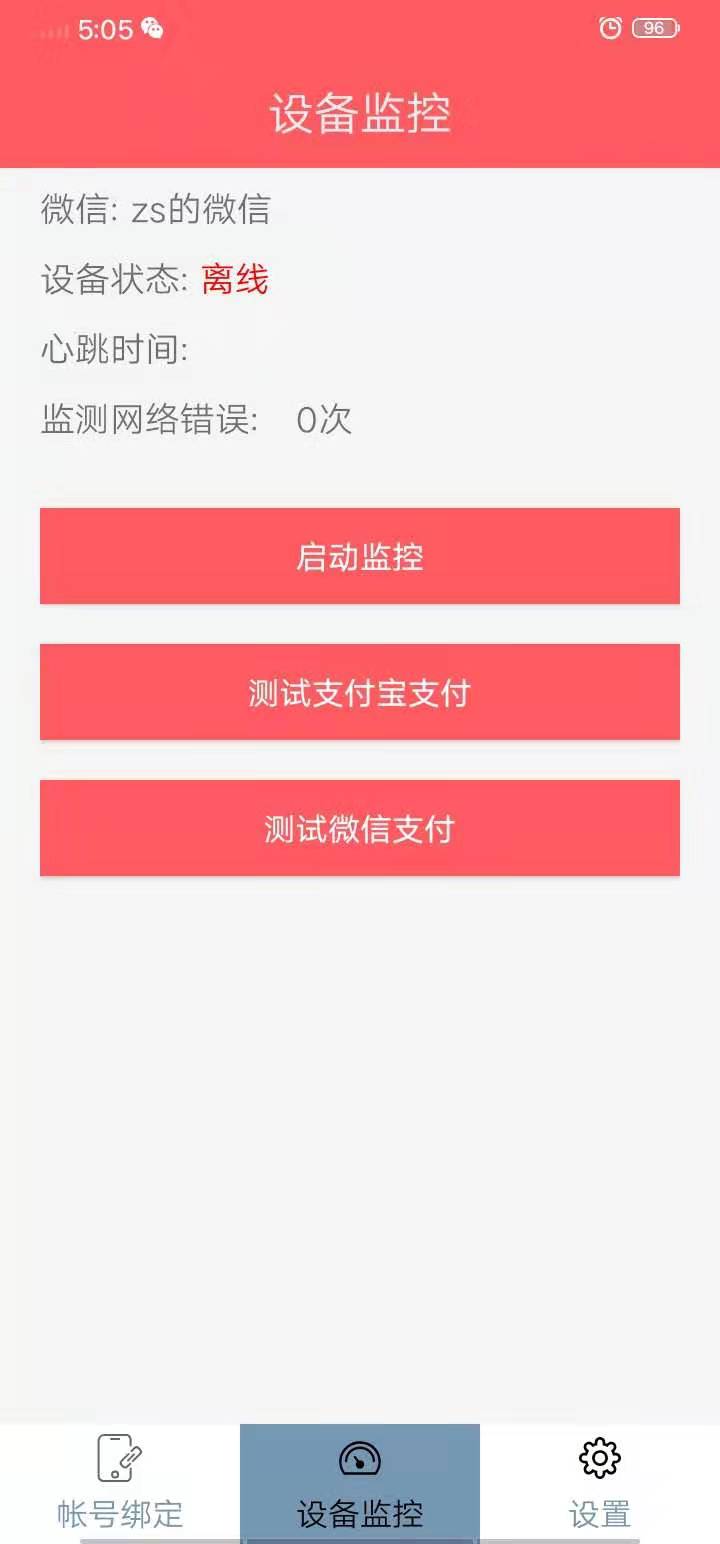 5:05
96
设备监控
微信: zs的微信
设备状态: 离线
心跳时间:
监测网络错误: 0次
启动监控
测试支付宝支付
测试微信支付
帐号绑定
设备监控
设置